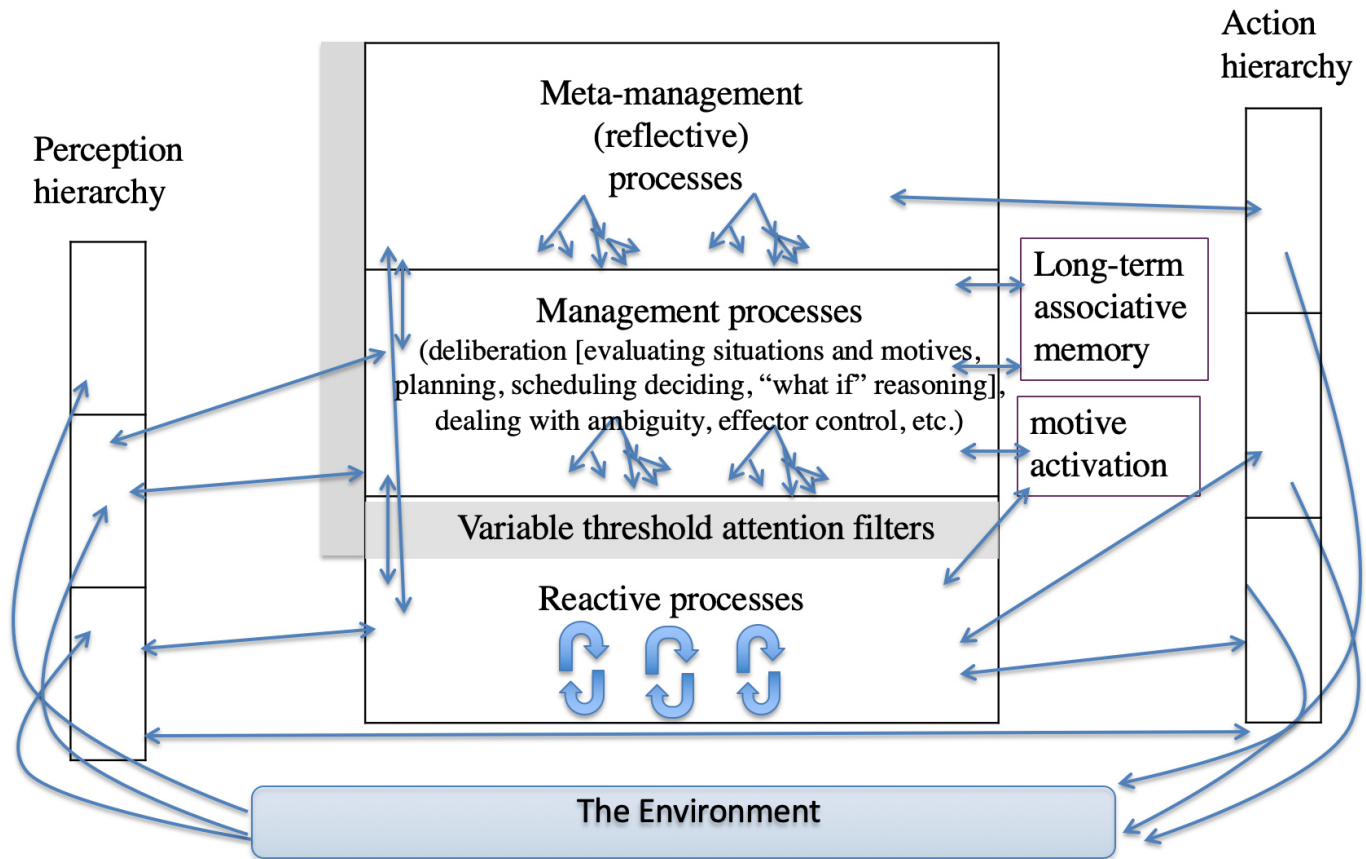 Action
hierarchy
Perception
hierarchy
Meta-management
(reflective)
processes
Long-term
associative
memory
Management processes
(deliberation [evaluating situations and motives,
planning, scheduling deciding, “what if” reasoning],
dealing with ambiguity, effector control, etc.)
motive
activation
Variable threshold attention filters
Reactive processes
The Environment